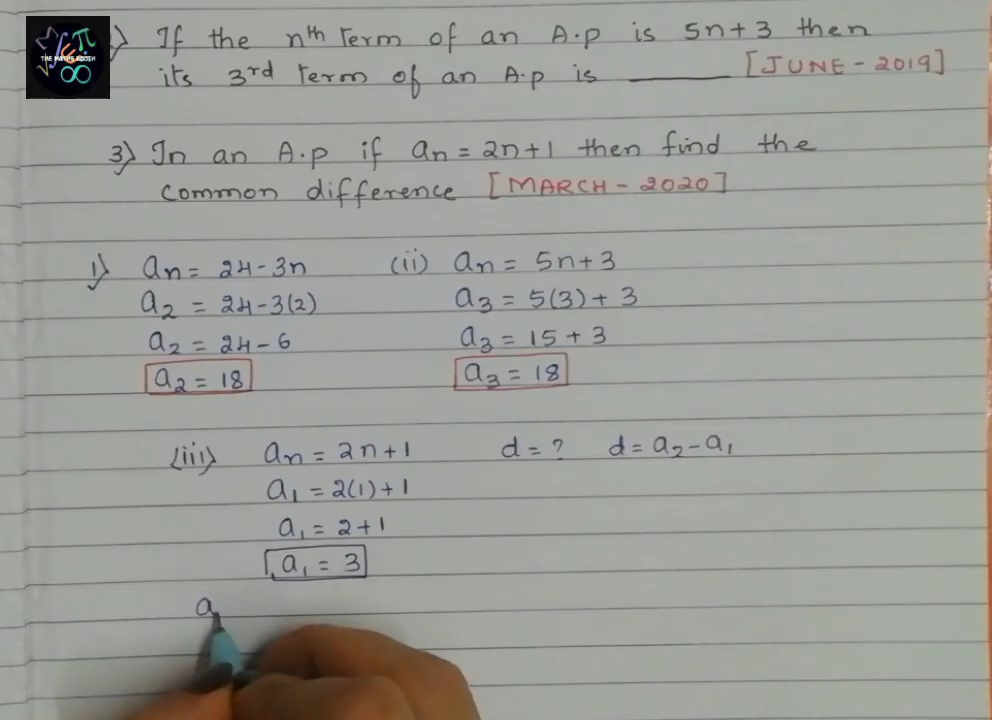 THE MATHS BOOTH
) If the nth term of an A.p is 5n+3 then
its 3rd term of an A.p is ______ [JUNE - 2019]
3) In an A.p if an = 2n+1 then find the
common difference [MARCH - 2020]
1) an = 24-3n
a2 = 24-3(2)
a2 = 24-6
a2 = 18
(ii) an = 5n+3
a3 = 5(3)+3
a3 = 15+3
a3 = 18
(iii) an = 2n+1 d = ? d = a2-a1
a1 = 2(1)+1
a1 = 2+1
a1 = 3
a